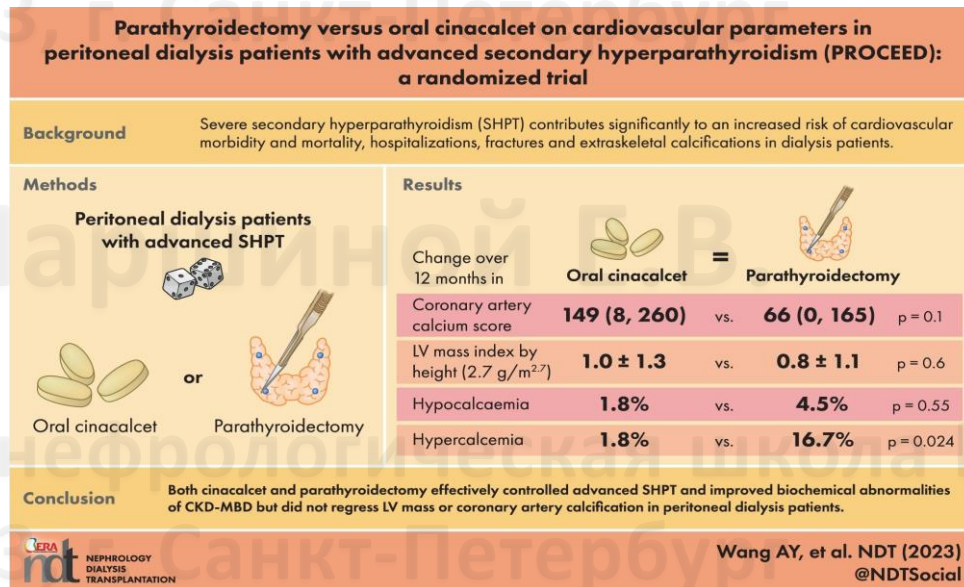 Parathyroidectomy versus oral cinacalcet on cardiovascular parameters in
peritoneal dialysis patients with advanced secondary hyperparathyroidism (PROCEED):
a randomized trial
Background
Severe secondary hyperparathyroidism (SHPT) contributes significantly to an increased risk of cardiovascular
morbidity and mortality, hospitalizations, fractures and extraskeletal calcifications in dialysis patients.
Methods
Peritoneal dialysis patients
with advanced SHPT
or
Oral cinacalcet
Parathyroidectomy
Results
Change over
12 months in
Oral cinacalcet = Parathyroidectomy
Coronary artery
calcium score
149 (8, 260) vs. 66 (0, 165) p = 0.1
LV mass index by
height (2.7 g/m^2.7)
1.0 ± 1.3 vs. 0.8 ± 1.1 p = 0.6
Hypocalcaemia 1.8% vs. 4.5% p = 0.55
Hypercalcemia 1.8% vs. 16.7% p = 0.024
Conclusion
Both cinacalcet and parathyroidectomy effectively controlled advanced SHPT and improved biochemical abnormalities
of CKD-MBD but did not regress LV mass or coronary artery calcification in peritoneal dialysis patients.
ERA
ndt
NEPHROLOGY
DIALYSIS
TRANSPLANTATION
Wang AY, et al. NDT (2023)
@NDTSocial
г. Санкт-Петербург
нефрологическая школа
г. Санкт-Петербург